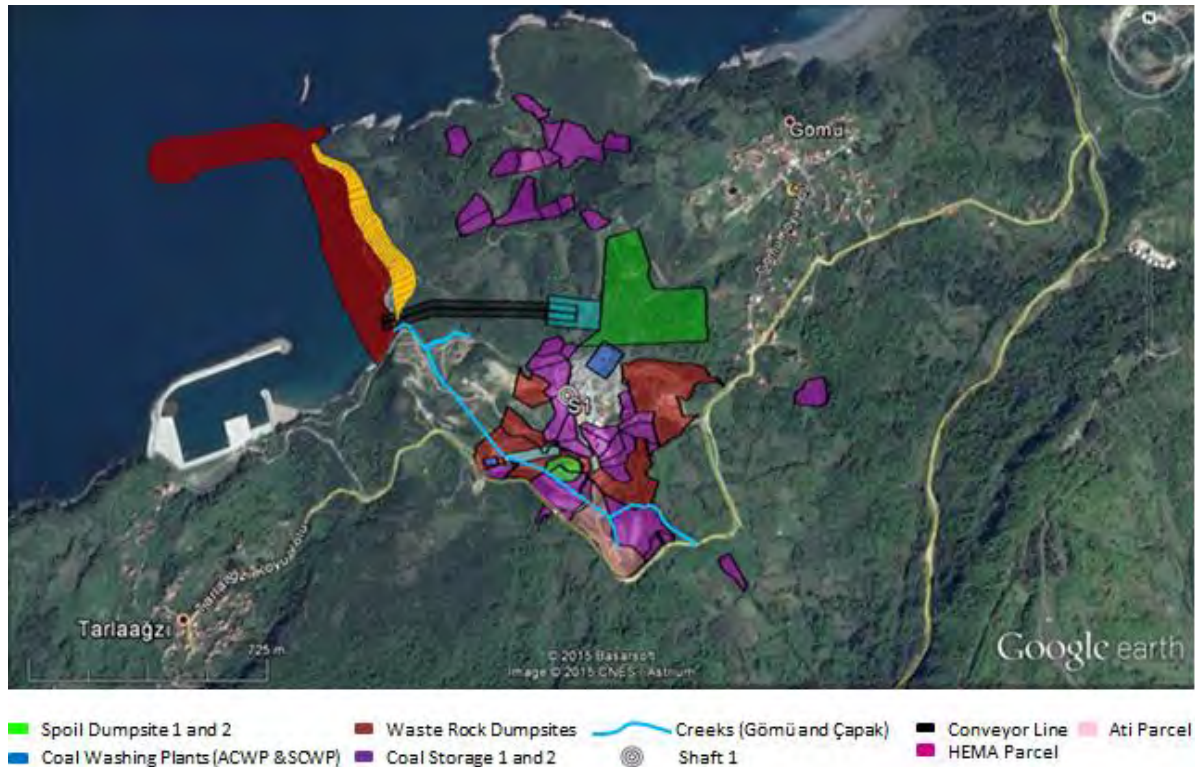 N
Gömü
S1
Tarlaağzı
725 m
© 2015 Basarsoft
Image © 2015 CNES / Astrium
Google earth
Spoil Dumpsite 1 and 2
Waste Rock Dumpsites
Creeks (Gömü and Çapak)
Conveyor Line
Ati Parcel
Coal Washing Plants (ACWP & SCWP)
Coal Storage 1 and 2
Shaft 1
HEMA Parcel